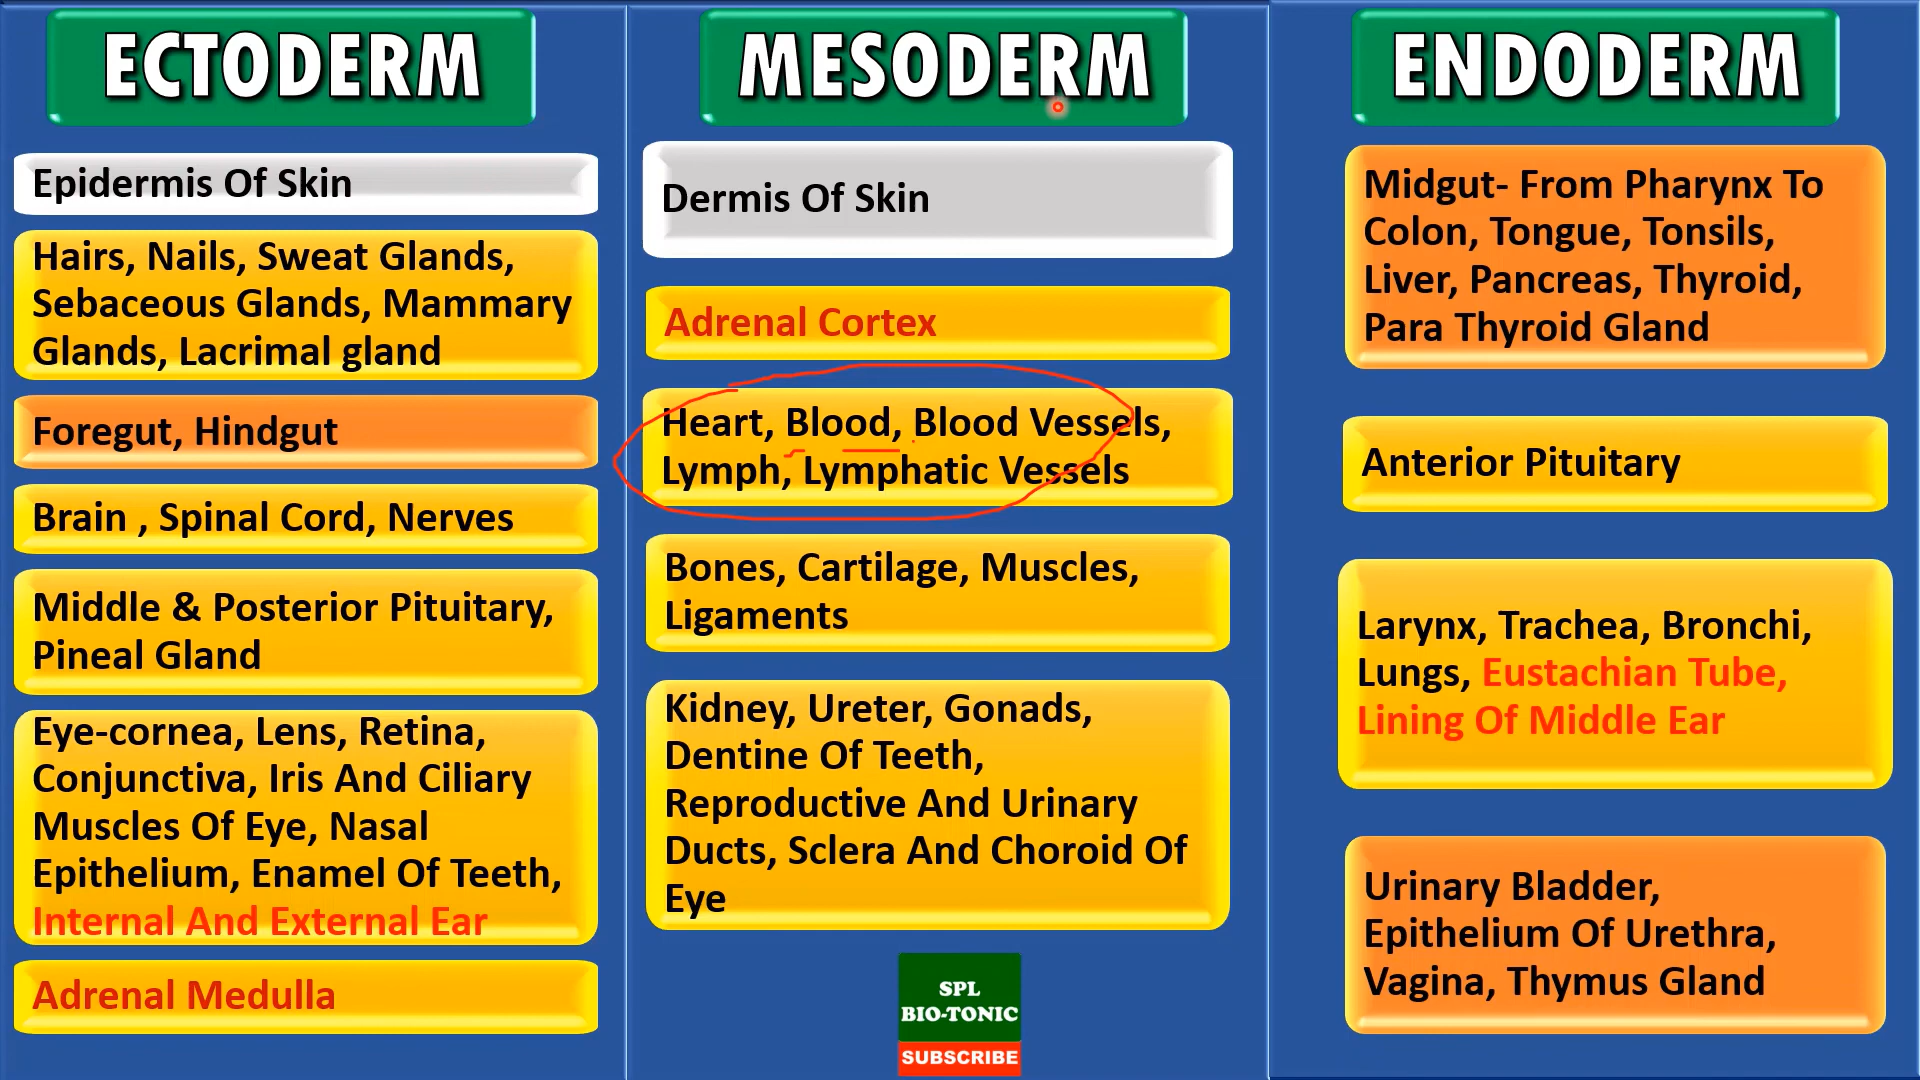 ECTODERM
Epidermis Of Skin
Hairs, Nails, Sweat Glands,
Sebaceous Glands, Mammary
Glands, Lacrimal gland
Foregut, Hindgut
Brain , Spinal Cord, Nerves
Middle & Posterior Pituitary,
Pineal Gland
Eye-cornea, Lens, Retina,
Conjunctiva, Iris And Ciliary
Muscles Of Eye, Nasal
Epithelium, Enamel Of Teeth,
Internal And External Ear
Adrenal Medulla
MESODERM
Dermis Of Skin
Adrenal Cortex
Heart, Blood, Blood Vessels,
Lymph, Lymphatic Vessels
Bones, Cartilage, Muscles,
Ligaments
Kidney, Ureter, Gonads,
Dentine Of Teeth,
Reproductive And Urinary
Ducts, Sclera And Choroid Of
Eye
SPL
BIO-TONIC
SUBSCRIBE
ENDODERM
Midgut- From Pharynx To
Colon, Tongue, Tonsils,
Liver, Pancreas, Thyroid,
Para Thyroid Gland
Anterior Pituitary
Larynx, Trachea, Bronchi,
Lungs, Eustachian Tube,
Lining Of Middle Ear
Urinary Bladder,
Epithelium Of Urethra,
Vagina, Thymus Gland